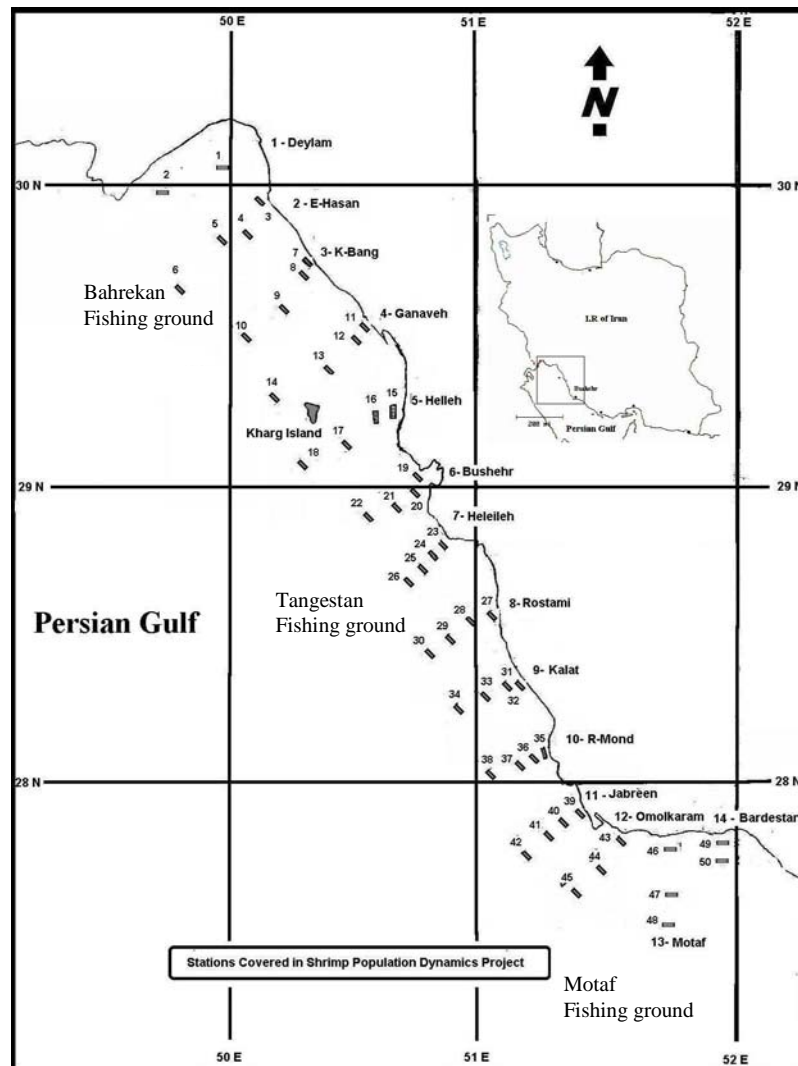 50 E
51 E
52 E
N
1 - Deylam
1
2
30 N
30 N
2 - E-Hasan
3
4
5
3- K-Bang
7
8
6
Bahrekan
Fishing ground
9
4- Ganaveh
11
10
12
I.R of Iran
13
Bushehr
14
5- Helleh
15
16
200 mi
Persian Gulf
Kharg Island
17
18
6- Bushehr
19
29 N
29 N
20
21
22
7- Heleileh
23
24
25
26
Tangestan
Fishing ground
8- Rostami
27
28
29
30
Persian Gulf
9- Kalat
31
32
33
34
10- R-Mond
35
36
37
38
28 N
28 N
11 - Jabreen
39
40
12- Omolkaram
14 - Bardestan
41
42
43
46
49
50
44
45
47
48
13- Motaf
Stations Covered in Shrimp Population Dynamics Project
Motaf
Fishing ground
50 E
51 E
52 E